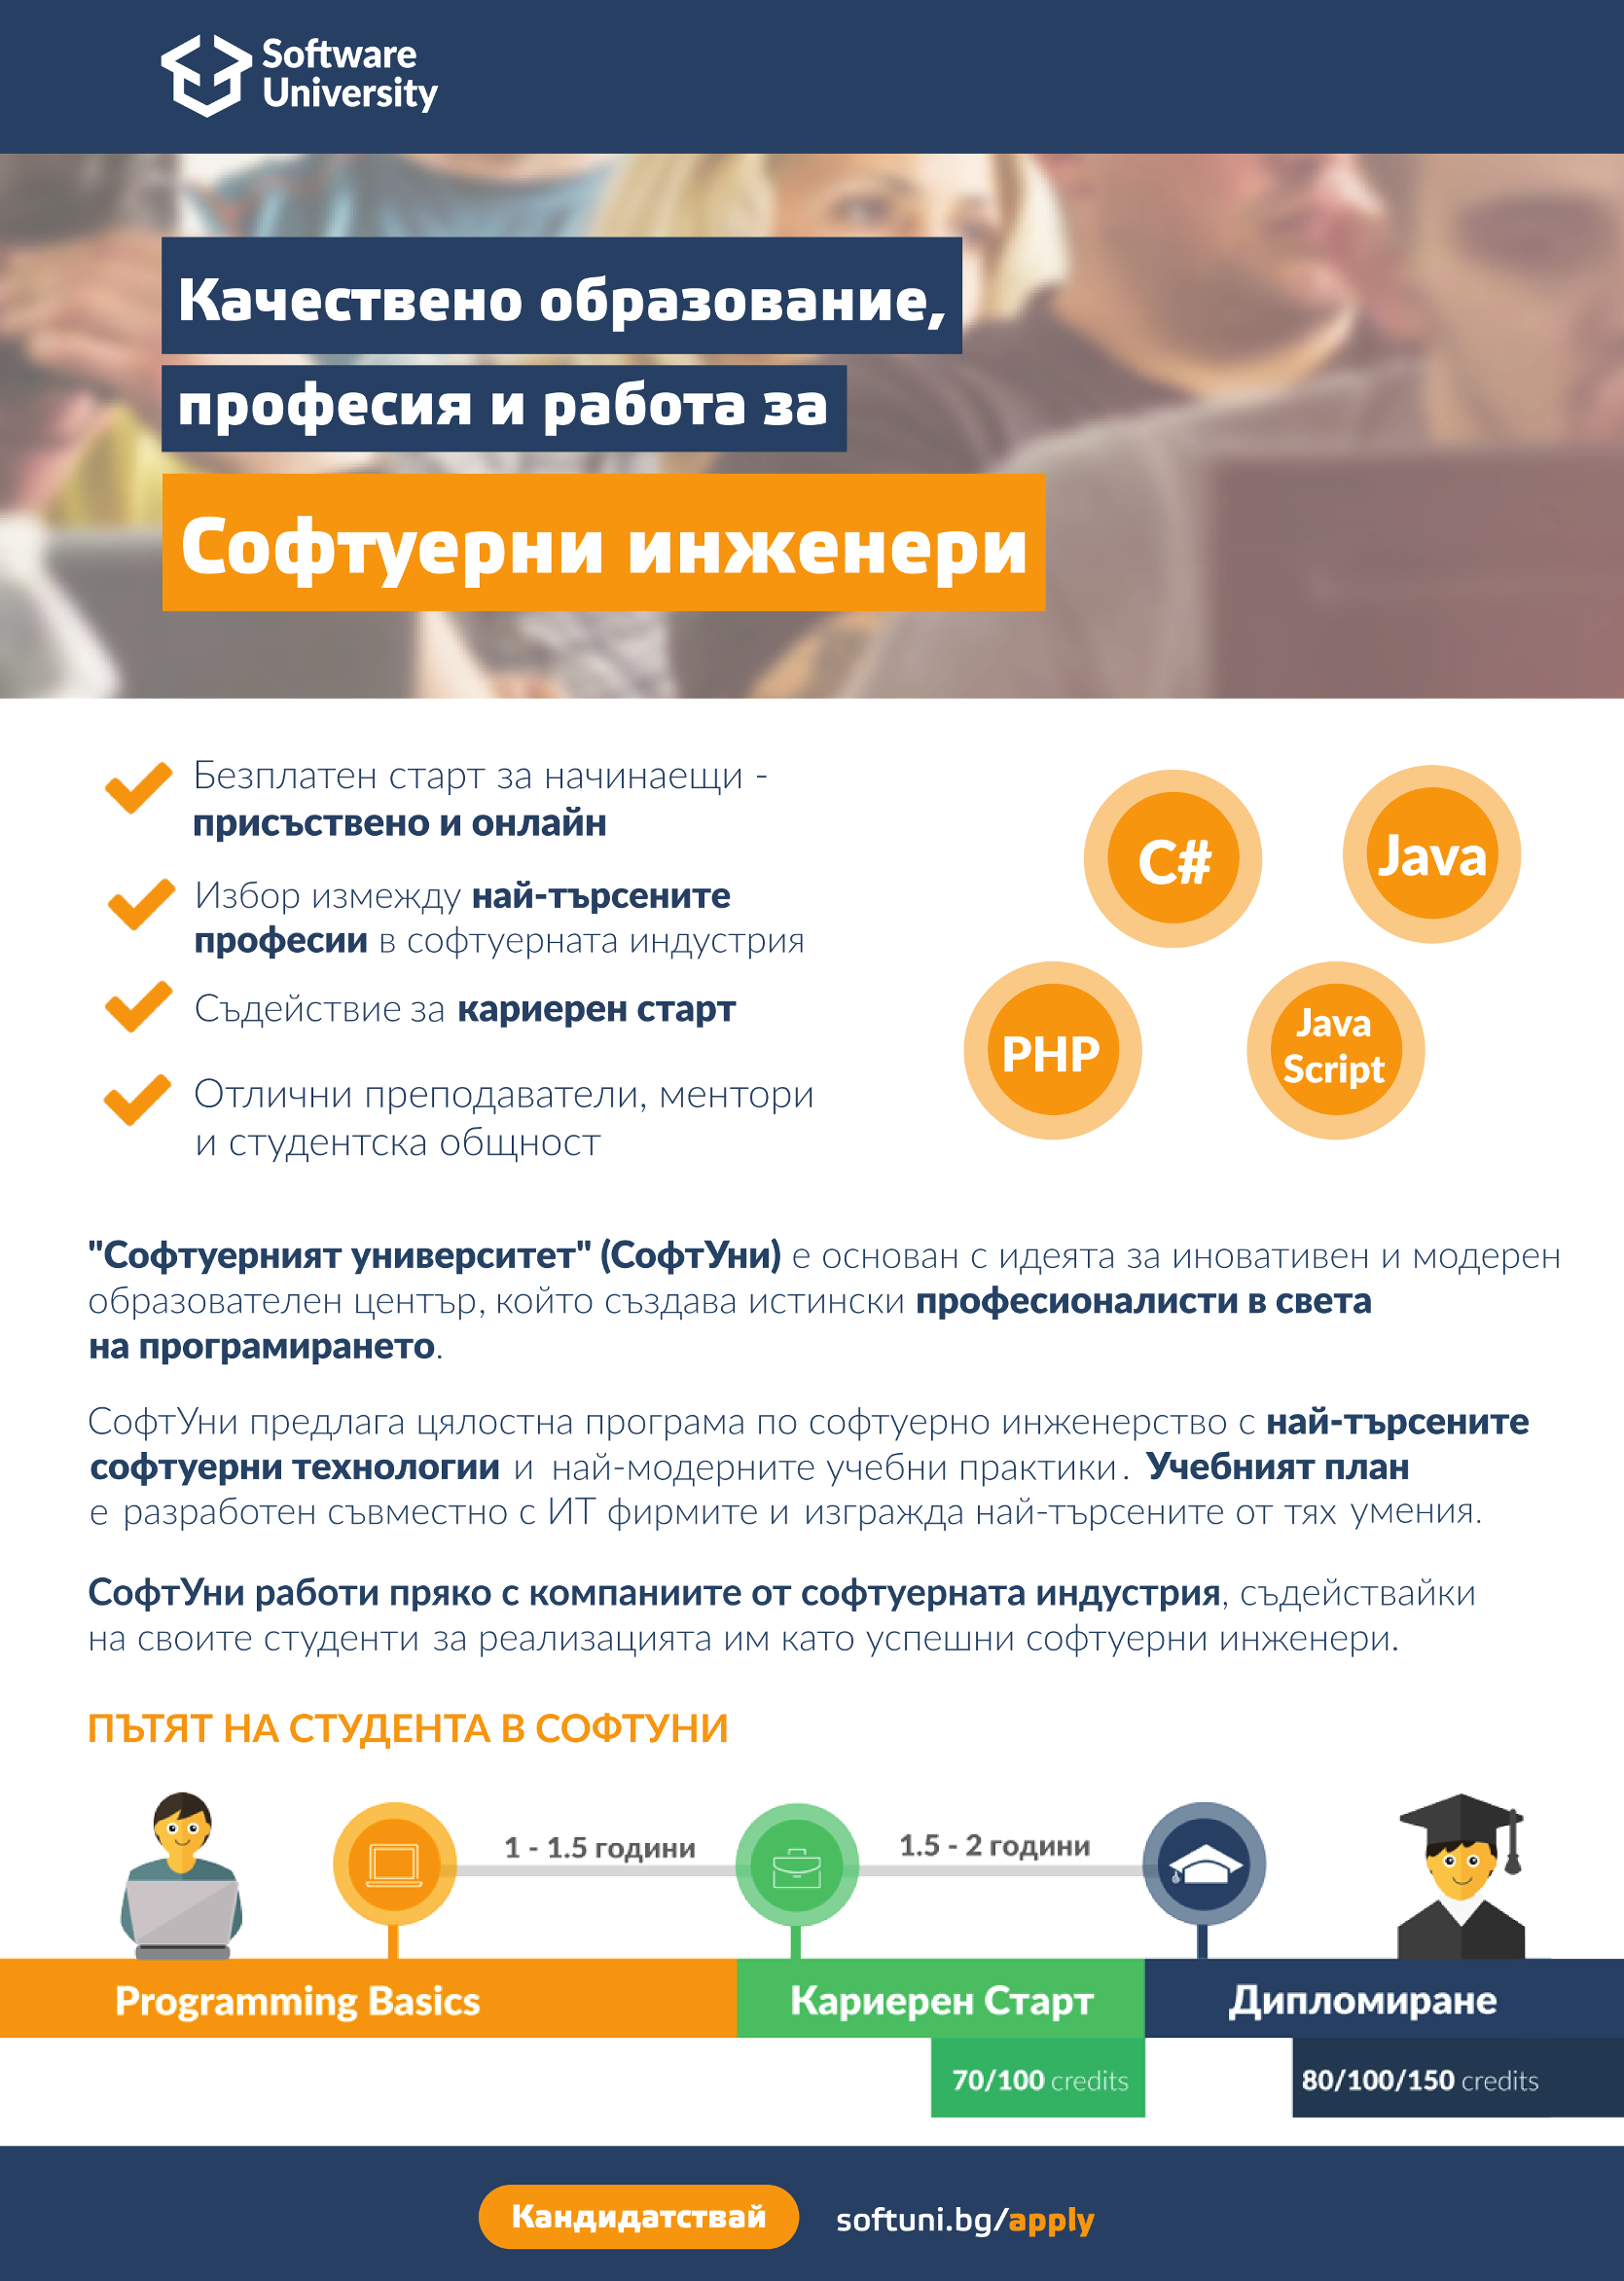 Software
University
Качествено образование,
професия и работа за
Софтуерни инженери
Безплатен старт за начинаещи -
присъствено и онлайн
Избор измежду най-търсените
професии в софтуерната индустрия
Съдействие за кариерен старт
Отлични преподаватели, ментори
и студентска общност
C#
Java
PHP
Java
Script
"Софтуерният университет" (СофтУни) е основан с идеята за иновативен и модерен
образователен център, който създава истински професионалисти в света
на програмирането.
СофтУни предлага цялостна програма по софтуерно инженерство с най-търсените
софтуерни технологии и най-модерните учебни практики. Учебният план
е разработен съвместно с ИТ фирмите и изгражда най-търсените от тях умения.
СофтУни работи пряко с компаниите от софтуерната индустрия, съдействайки
на своите студенти за реализацията им като успешни софтуерни инженери.
ПЪТЯТ НА СТУДЕНТА В СОФТУНИ
1 - 1.5 години
1.5 - 2 години
Programming Basics
Кариерен Старт
Дипломиране
70/100 credits
80/100/150 credits
Кандидатствай
softuni.bg/apply